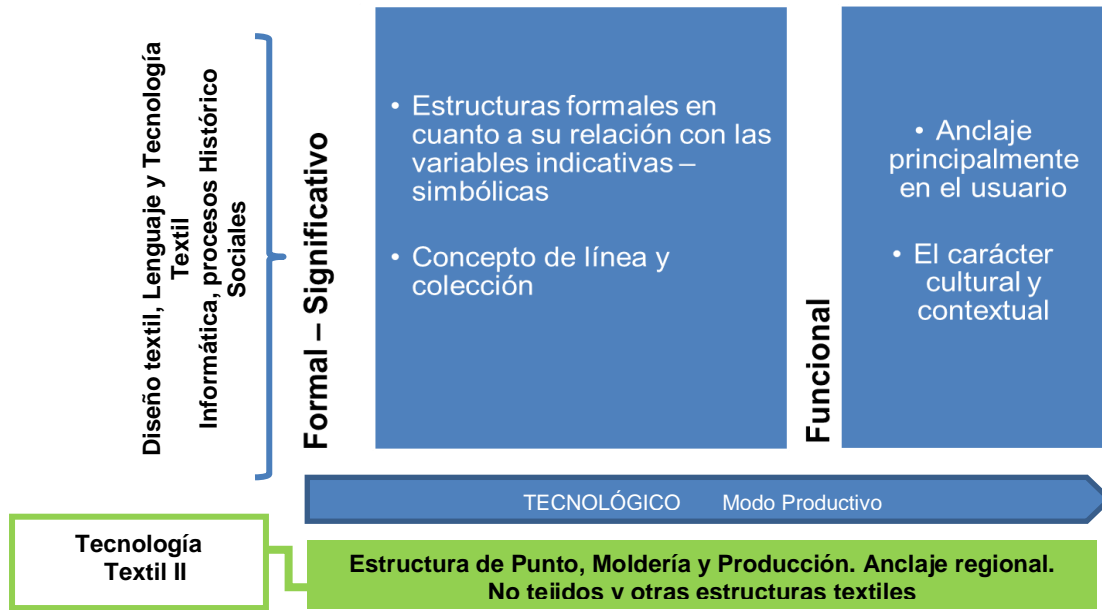 Diseño textil, Lenguaje y Tecnología
Textil
Informática, procesos Histórico
Sociales
Formal – Significativo
• Estructuras formales en
cuanto a su relación con las
variables indicativas –
simbólicas
• Concepto de línea y
colección
Funcional
• Anclaje
principalmente
en el usuario
• El carácter
cultural y
contextual
TECNOLÓGICO Modo Productivo
Tecnología
Textil II
Estructura de Punto, Moldería y Producción. Anclaje regional.
No tejidos y otras estructuras textiles